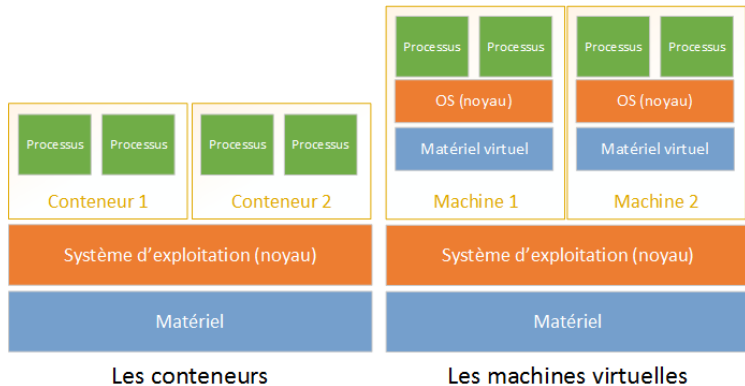 Processus Processus
Processus Processus
OS (noyau)
OS (noyau)
Matériel virtuel
Matériel virtuel
Machine 1
Machine 2
Processus Processus
Processus Processus
Conteneur 1
Conteneur 2
Système d'exploitation (noyau)
Système d'exploitation (noyau)
Matériel
Matériel
Les conteneurs
Les machines virtuelles